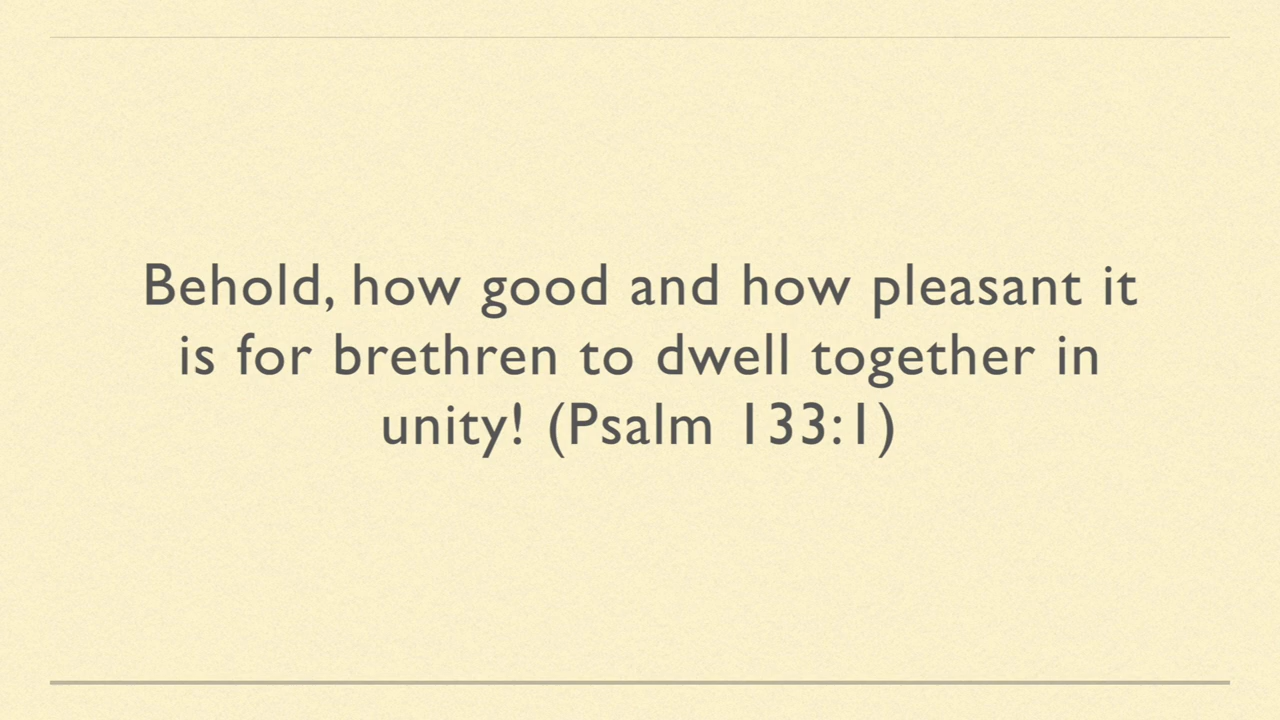 Behold, how good and how pleasant it
is for brethren to dwell together in
unity! (Psalm 133:1)